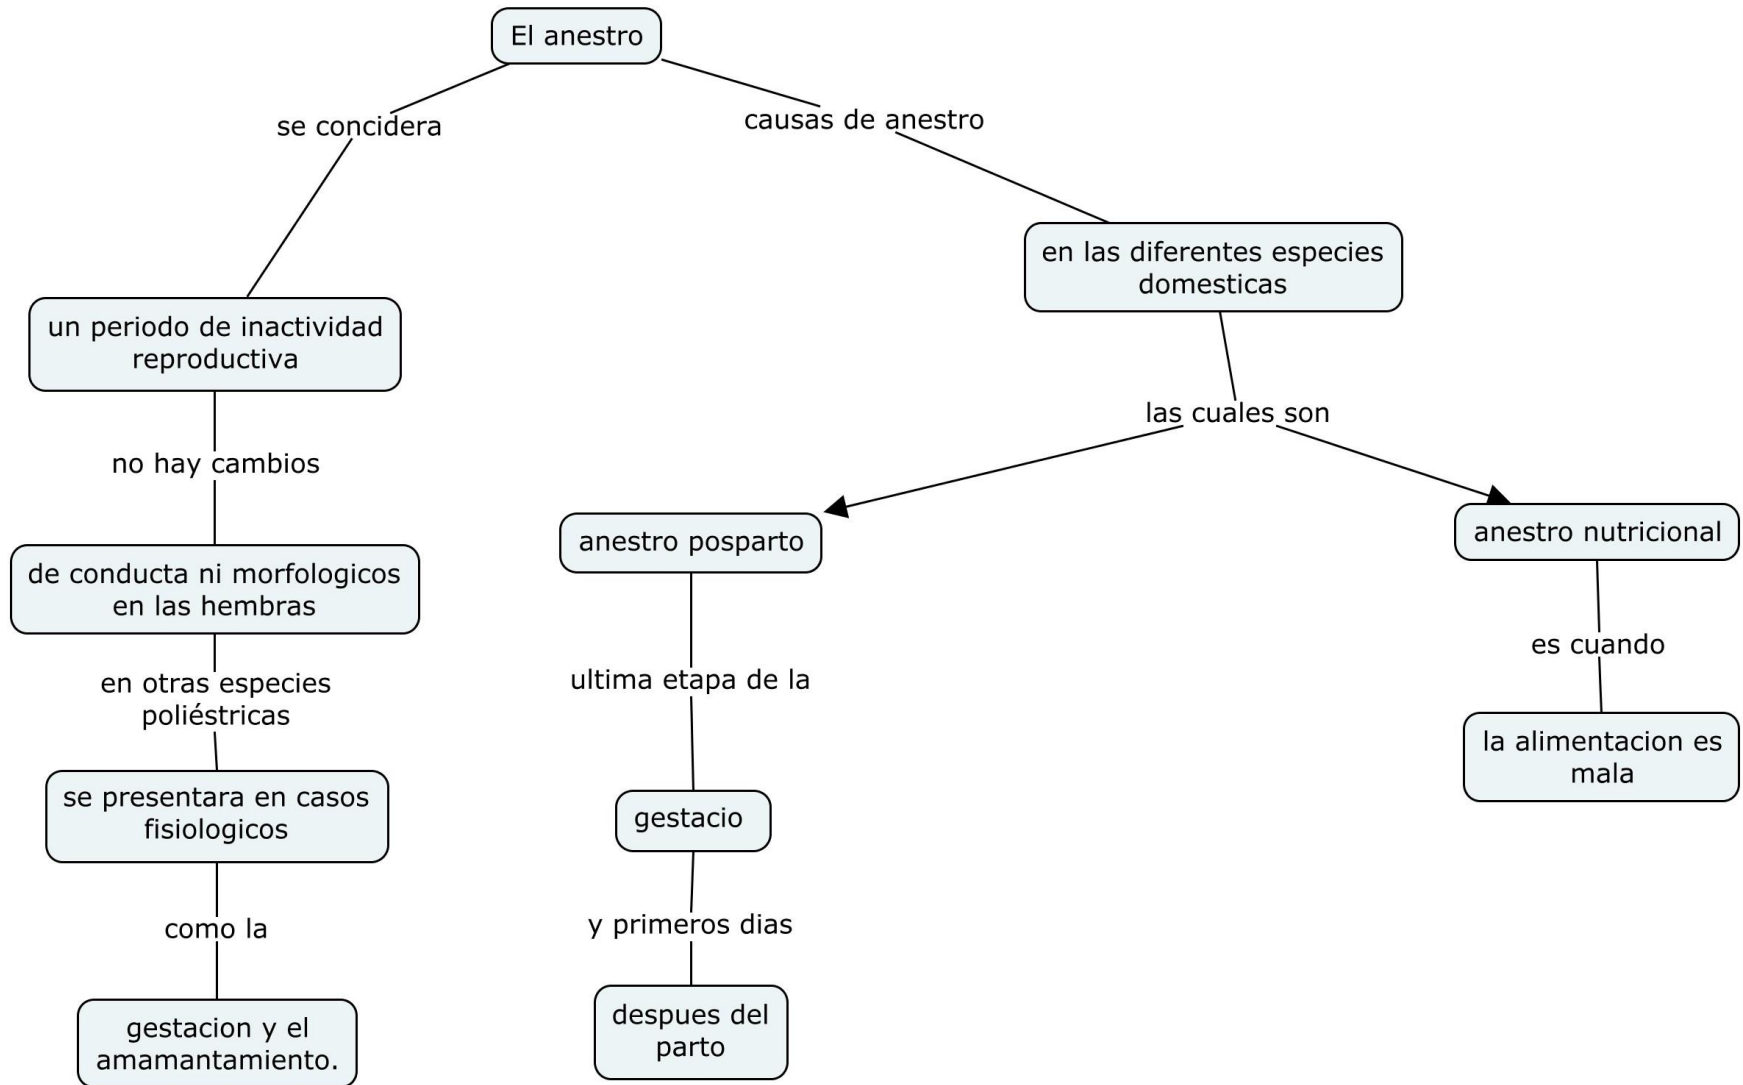 El anestro
se concidera
causas de anestro
un periodo de inactividad
reproductiva
no hay cambios
de conducta ni morfologicos
en las hembras
en otras especies
poliéstricas
se presentara en casos
fisiologicos
como la
gestacion y el
amamantamiento.
en las diferentes especies
domesticas
las cuales son
anestro posparto
ultima etapa de la
gestacio
y primeros dias
despues del
parto
anestro nutricional
es cuando
la alimentacion es
mala